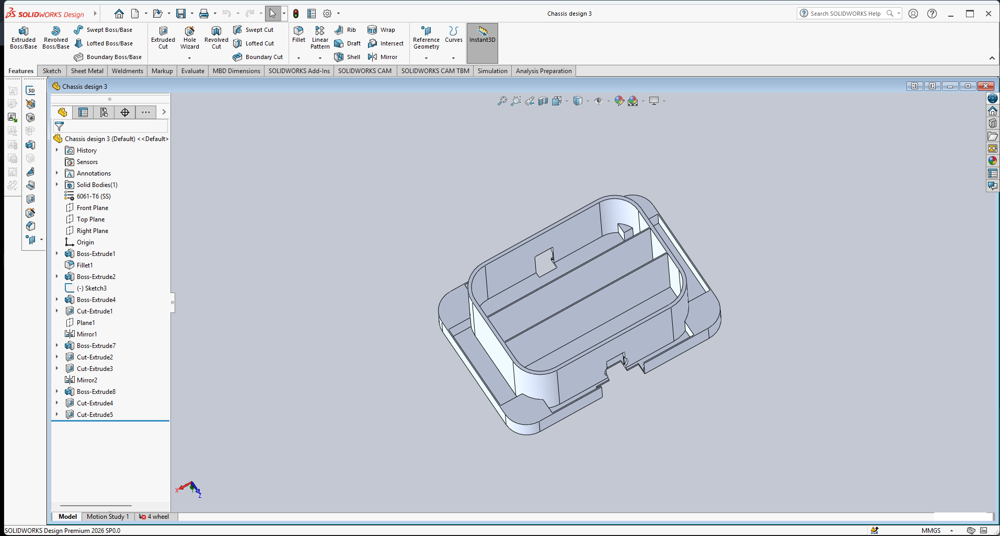 SOLIDWORKS Design
Chassis design 3
Search SOLIDWORKS Help
Extruded Boss/Base
Revolved Boss/Base
Swept Boss/Base
Lofted Boss/Base
Boundary Boss/Base
Extruded Cut
Hole Wizard
Revolved Cut
Swept Cut
Lofted Cut
Boundary Cut
Fillet
Linear Pattern
Rib
Draft
Shell
Wrap
Intersect
Mirror
Reference Geometry
Curves
Instant3D
Features
Sketch
Sheet Metal
Weldments
Markup
Evaluate
MBD Dimensions
SOLIDWORKS Add-Ins
SOLIDWORKS CAM
SOLIDWORKS CAM TBM
Simulation
Analysis Preparation
3D
Chassis design 3
Chassis design 3 (Default) <<Default>
History
Sensors
Annotations
Solid Bodies(1)
6061-T6 (SS)
Front Plane
Top Plane
Right Plane
Origin
Boss-Extrude1
Fillet1
Boss-Extrude2
(-) Sketch3
Boss-Extrude4
Cut-Extrude1
Plane1
Mirror1
Boss-Extrude7
Cut-Extrude2
Cut-Extrude3
Mirror2
Boss-Extrude8
Cut-Extrude4
Cut-Extrude5
X
Y
Z
Model
Motion Study 1
4 wheel
SOLIDWORKS Design Premium 2026 SP0.0
MMGS